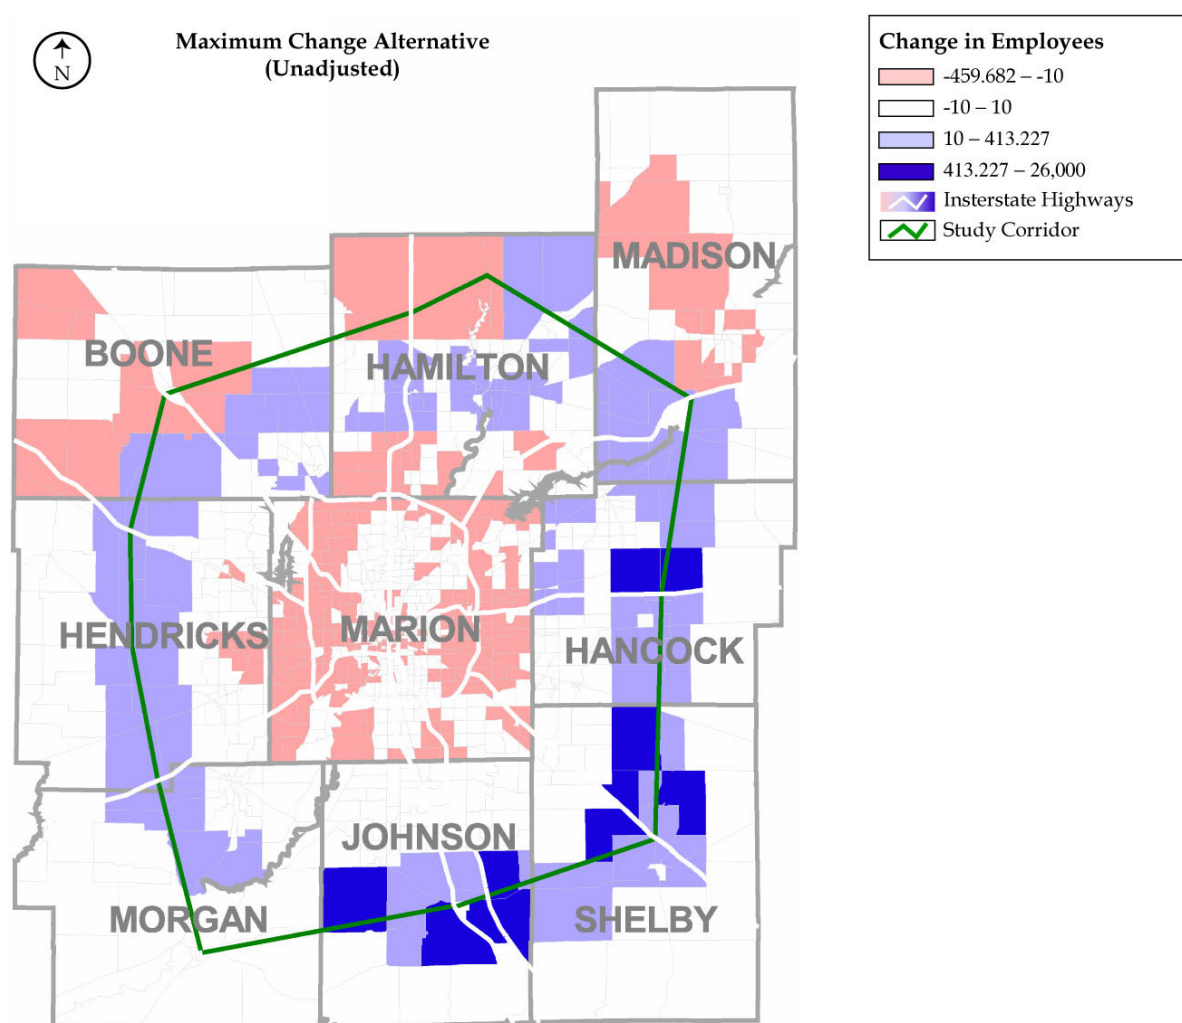 Maximum Change Alternative
(Unadjusted)
N
Change in Employees
-459.682 – -10
-10 – 10
10 – 413.227
413.227 – 26,000
Insterstate Highways
Study Corridor
MADISON
BOONE
HAMILTON
HENDRICKS
MARION
HANCOCK
JOHNSON
MORGAN
SHELBY